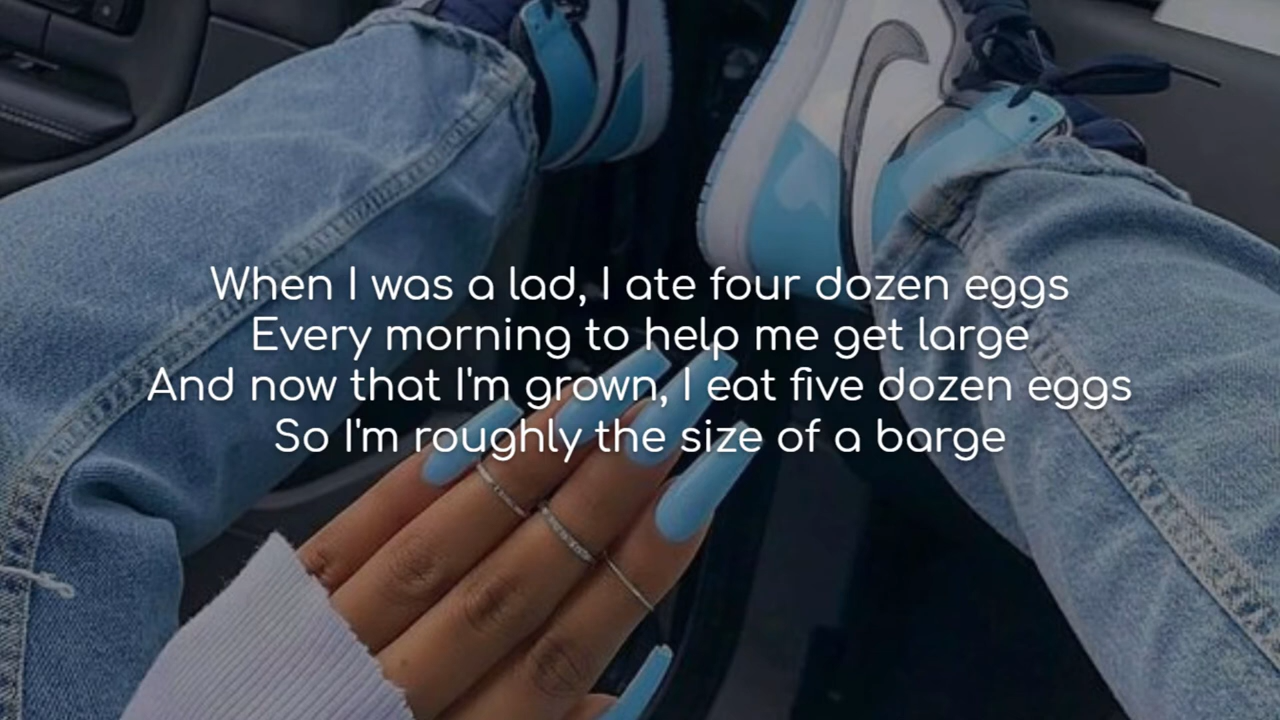 When I was a lad, I ate four dozen eggs
Every morning to help me get large
And now that I'm grown, I eat five dozen eggs
So I'm roughly the size of a barge